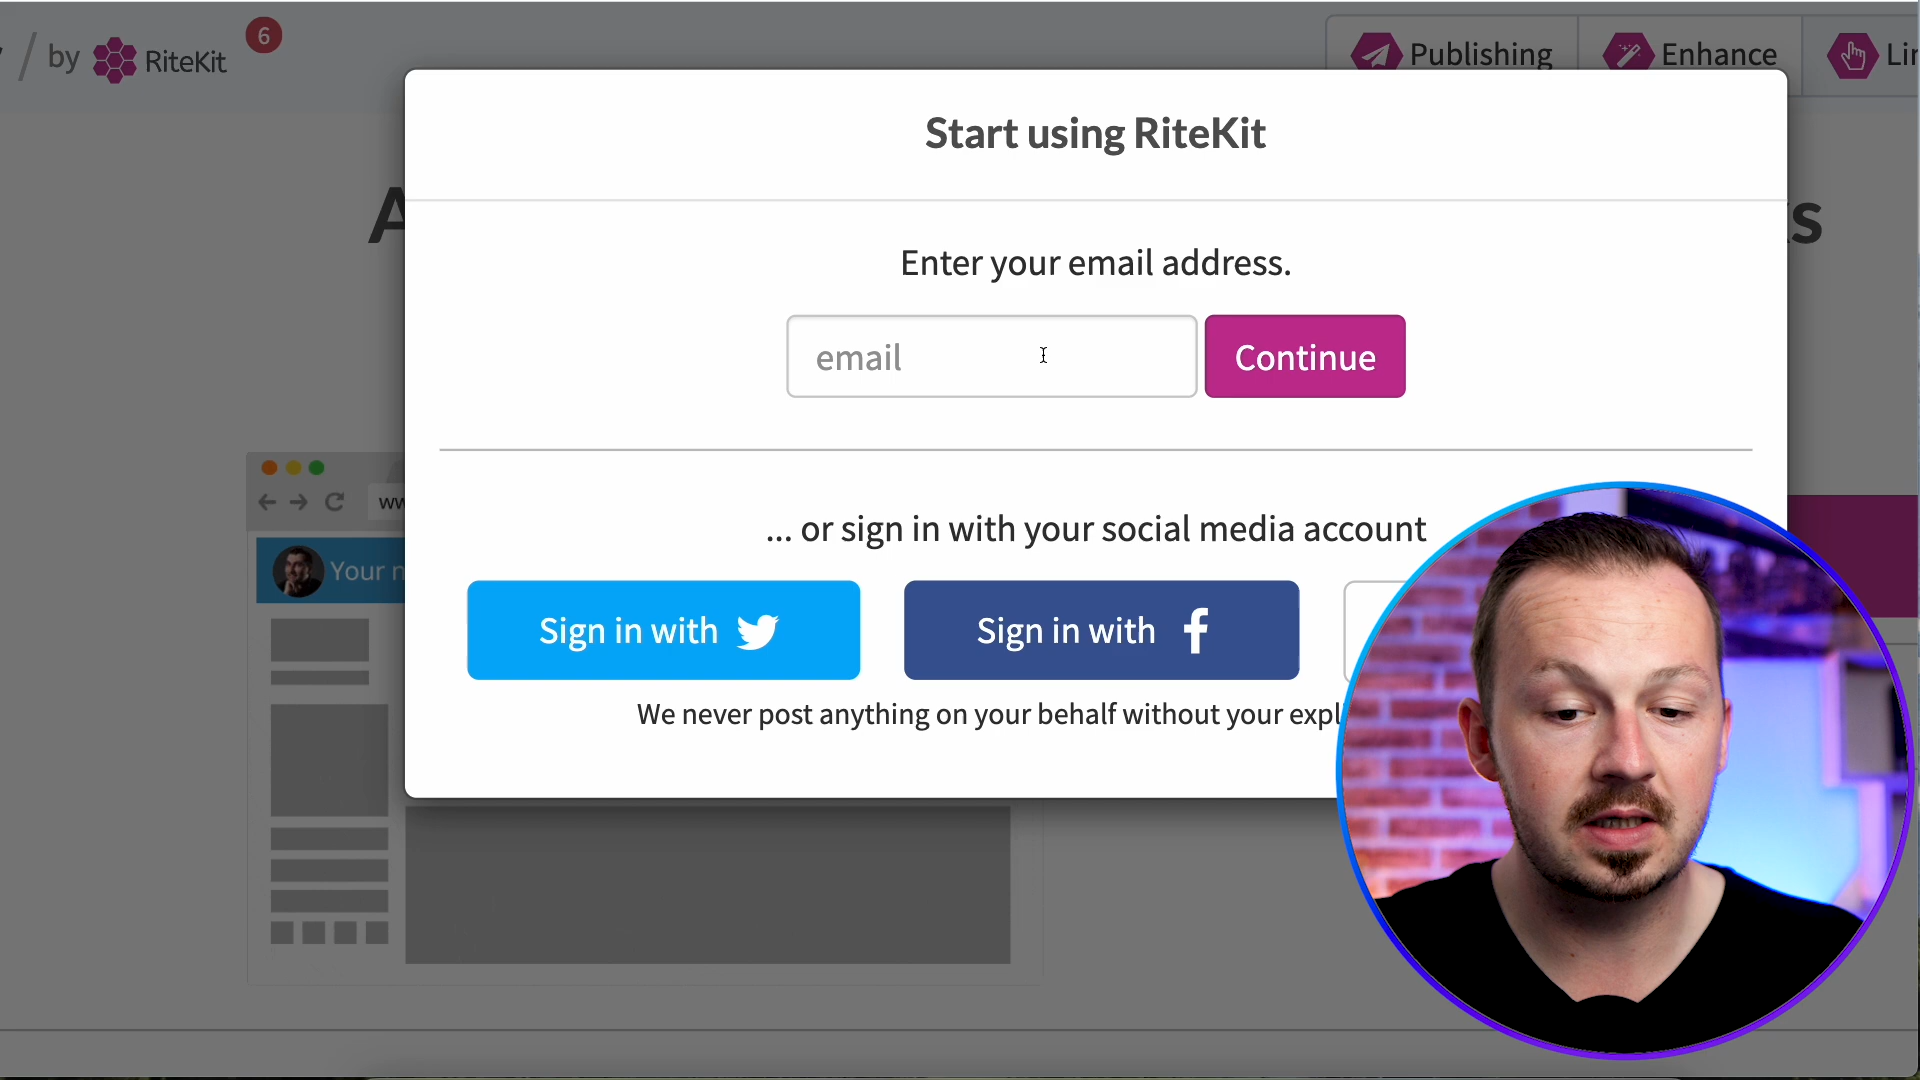 / by RiteKit 6
Publishing
Enhance
Start using RiteKit
Enter your email address.
email
Continue
... or sign in with your social media account
Your
Sign in with
Sign in with f
We never post anything on your behalf without your